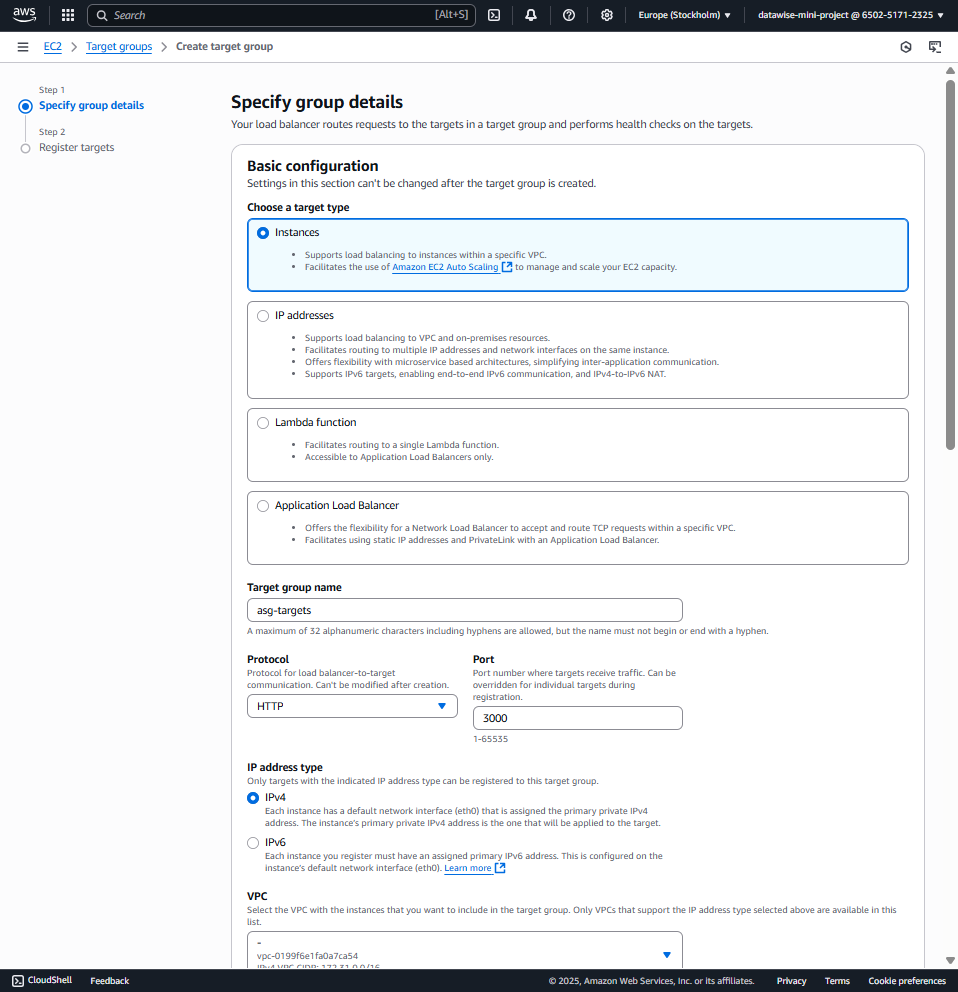 aws
Search [Alt+S]
Europe (Stockholm) ▼
datawise-mini-project @ 6502-5171-2325 ▼
EC2 > Target groups > Create target group
Step 1
Specify group details
Step 2
Register targets
Specify group details
Your load balancer routes requests to the targets in a target group and performs health checks on the targets.
Basic configuration
Settings in this section can't be changed after the target group is created.
Choose a target type
Instances
• Supports load balancing to instances within a specific VPC.
• Facilitates the use of Amazon EC2 Auto Scaling to manage and scale your EC2 capacity.
IP addresses
• Supports load balancing to VPC and on-premises resources.
• Facilitates routing to multiple IP addresses and network interfaces on the same instance.
• Offers flexibility with microservice based architectures, simplifying inter-application communication.
• Supports IPv6 targets, enabling end-to-end IPv6 communication, and IPv4-to-IPv6 NAT.
Lambda function
• Facilitates routing to a single Lambda function.
• Accessible to Application Load Balancers only.
Application Load Balancer
• Offers the flexibility for a Network Load Balancer to accept and route TCP requests within a specific VPC.
• Facilitates using static IP addresses and PrivateLink with an Application Load Balancer.
Target group name
asg-targets
A maximum of 32 alphanumeric characters including hyphens are allowed, but the name must not begin or end with a hyphen.
Protocol
Protocol for load balancer-to-target
communication. Can't be modified after creation.
HTTP
Port
Port number where targets receive traffic. Can be
overridden for individual targets during
registration.
3000
1-65535
IP address type
Only targets with the indicated IP address type can be registered to this target group.
IPv4
Each instance has a default network interface (eth0) that is assigned the primary private IPv4
address. The instance's primary private IPv4 address is the one that will be applied to the target.
IPv6
Each instance you register must have an assigned primary IPv6 address. This is configured on the
instance's default network interface (eth0). Learn more
VPC
Select the VPC with the instances that you want to include in the target group. Only VPCs that support the IP address type selected above are available in this
list.
-
vpc-0199f6e1fa0a7ca54
IPv4 VPC CIDR: 172.31.0.0/16
CloudShell Feedback © 2025, Amazon Web Services, Inc. or its affiliates. Privacy Terms Cookie preferences